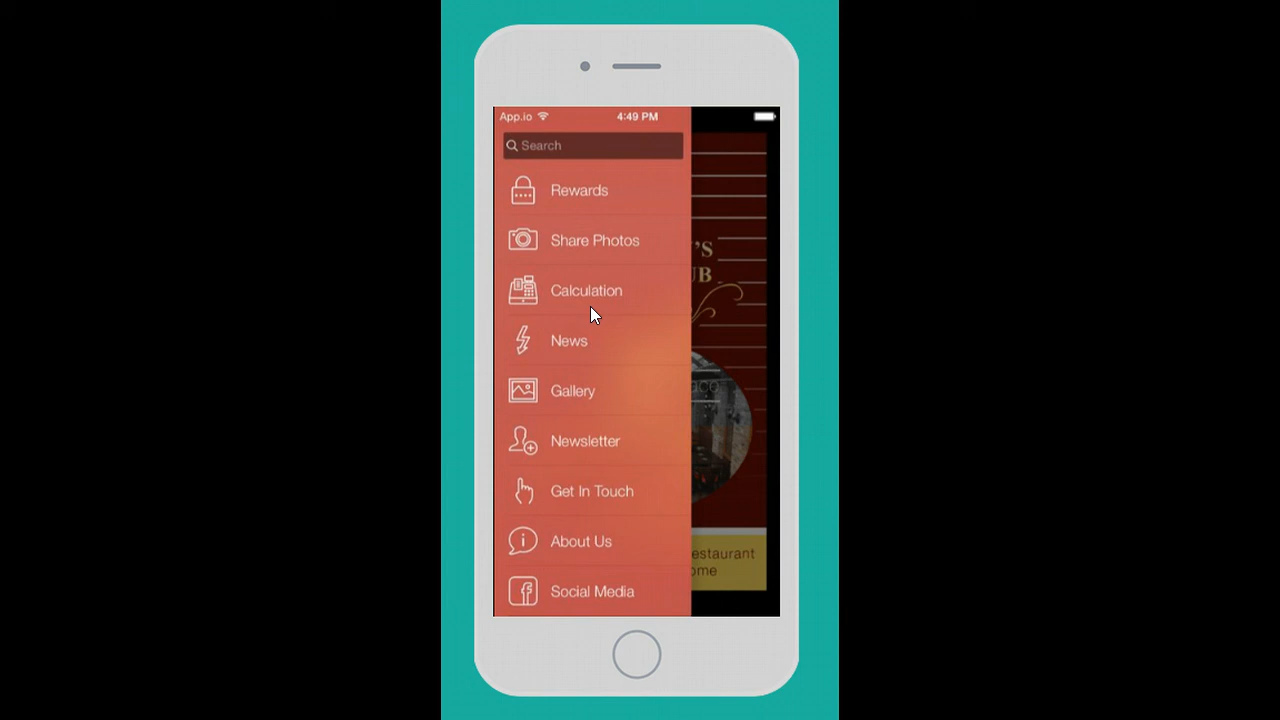 App.io 4:49 PM
Search
Rewards
Share Photos
Calculation
News
Gallery
Newsletter
Get In Touch
About Us
Social Media
'S
UB
estaurant
ome